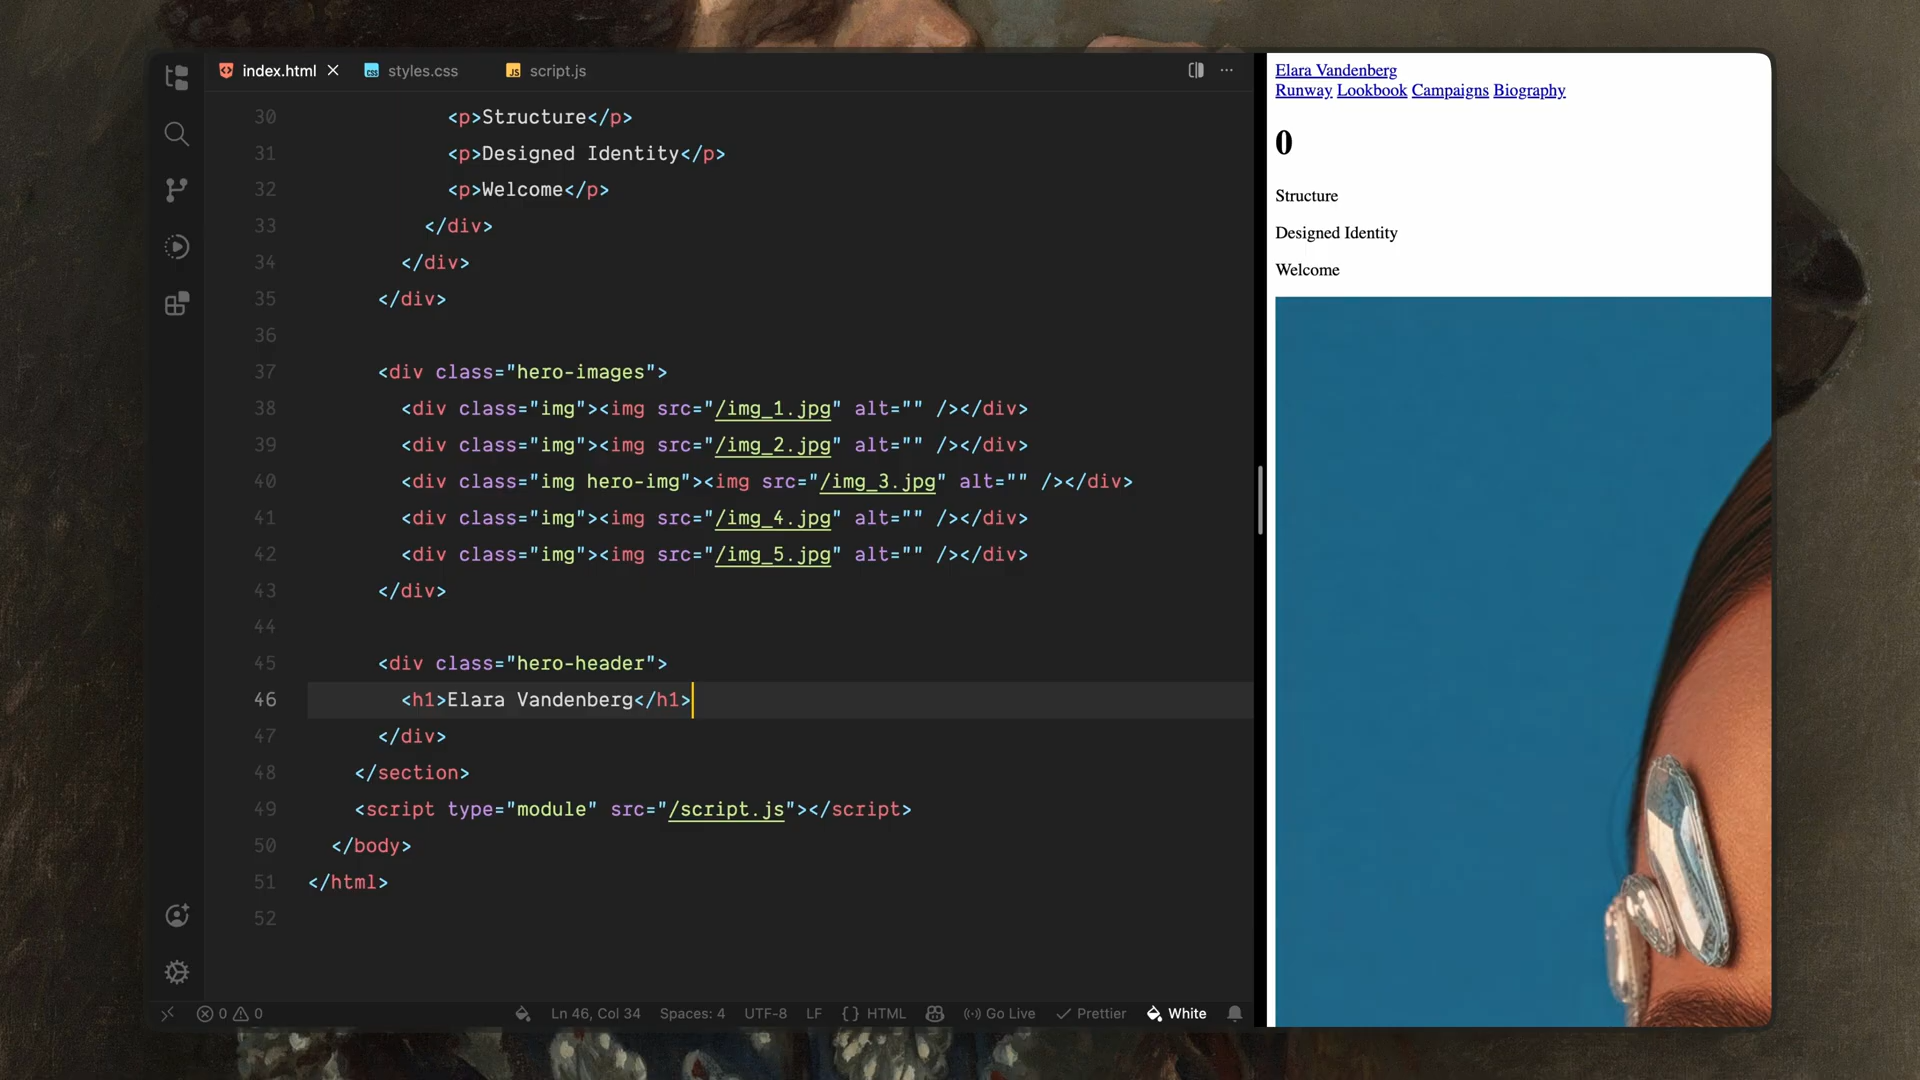 index.html
styles.css
script.js
30 <p>Structure</p>
31 <p>Designed Identity</p>
32 <p>Welcome</p>
33 </div>
34 </div>
35 </div>
36
37 <div class="hero-images">
38 <div class="img"><img src="/img_1.jpg" alt="" /></div>
39 <div class="img"><img src="/img_2.jpg" alt="" /></div>
40 <div class="img hero-img"><img src="/img_3.jpg" alt="" /></div>
41 <div class="img"><img src="/img_4.jpg" alt="" /></div>
42 <div class="img"><img src="/img_5.jpg" alt="" /></div>
43 </div>
44
45 <div class="hero-header">
46 <h1>Elara Vandenberg</h1>
47 </div>
48 </section>
49 <script type="module" src="/script.js"></script>
50 </body>
51 </html>
52
0 0 Ln 46, Col 34 Spaces: 4 UTF-8 LF {} HTML Go Live Prettier White
Elara Vandenberg
Runway Lookbook Campaigns Biography
0
Structure
Designed Identity
Welcome